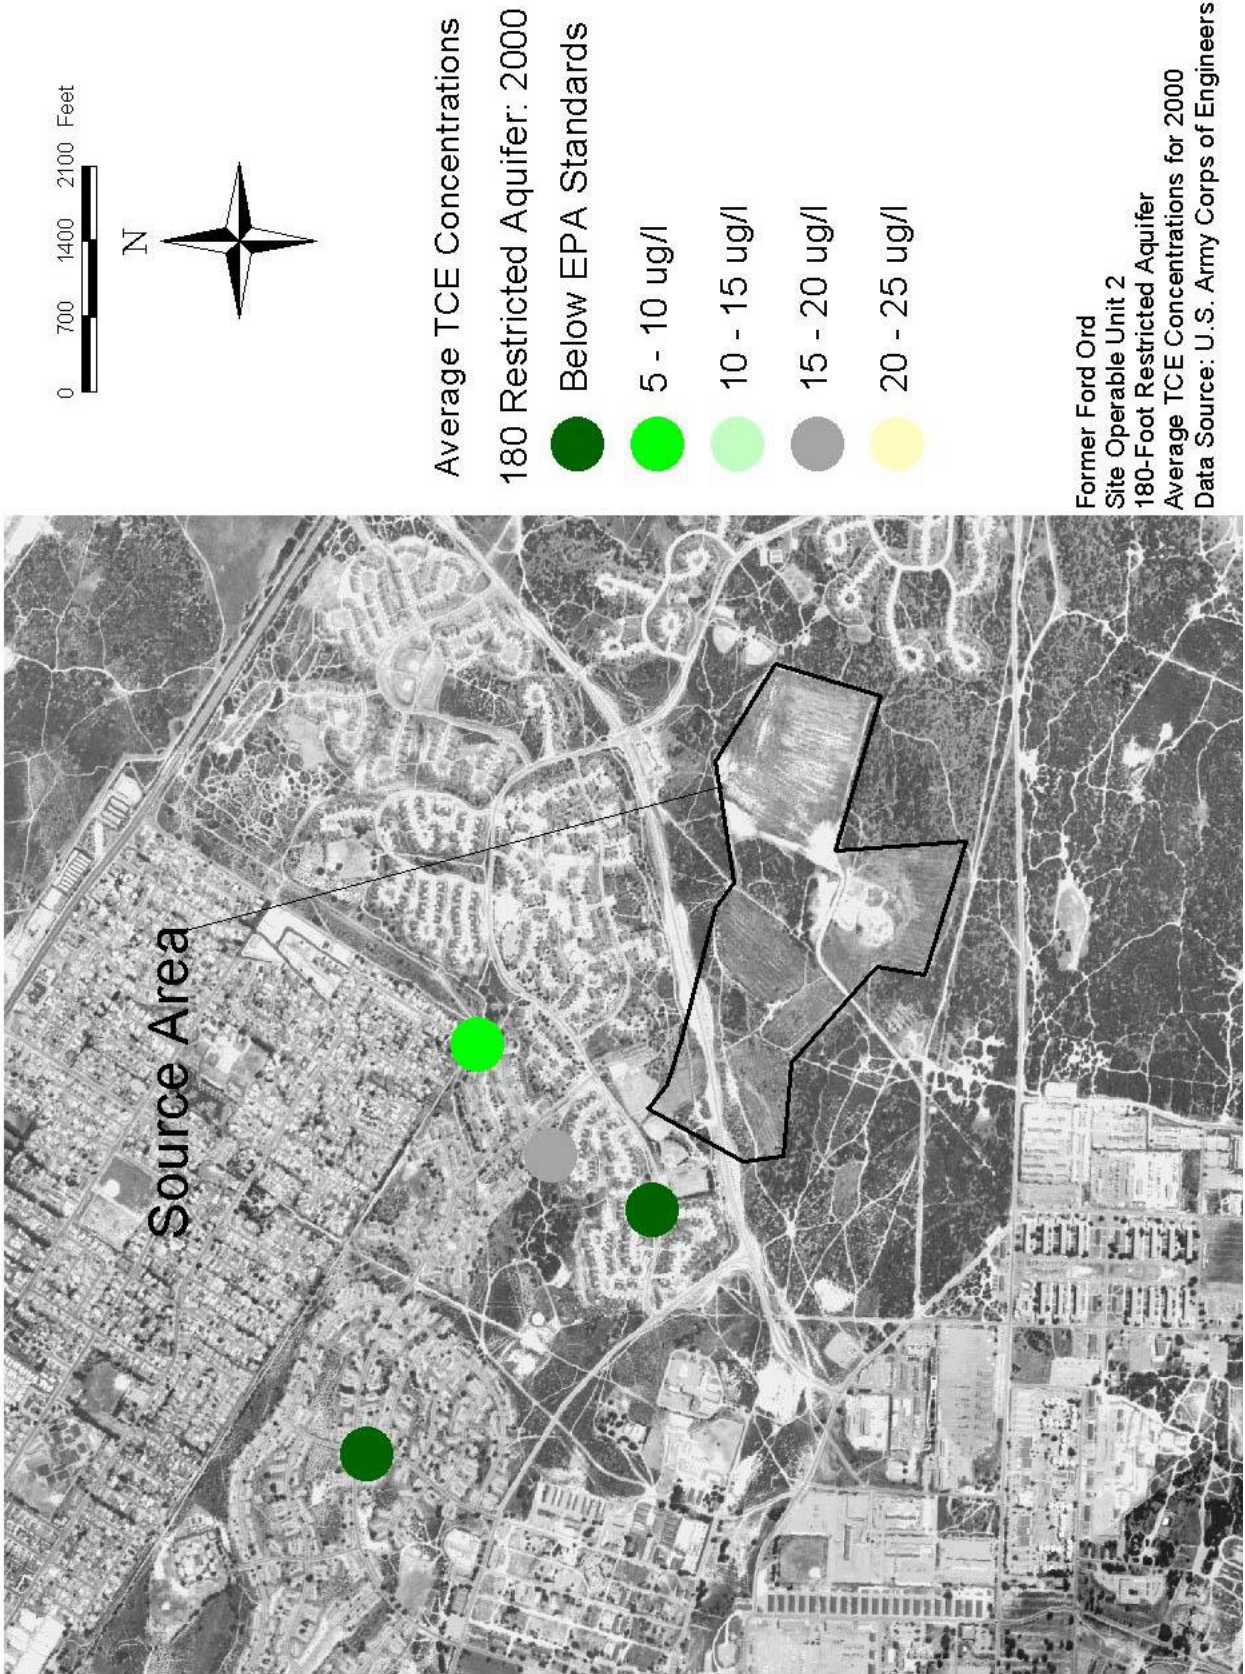 0 700 1400 2100 Feet
N
Average TCE Concentrations
180 Restricted Aquifer: 2000
Below EPA Standards
5 - 10 ug/l
10 - 15 ug/l
15 - 20 ug/l
20 - 25 ug/l
Source Area
Former Ford Ord
Site Operable Unit 2
180-Foot Restricted Aquifer
Average TCE Concentrations for 2000
Data Source: U.S. Army Corps of Engineers